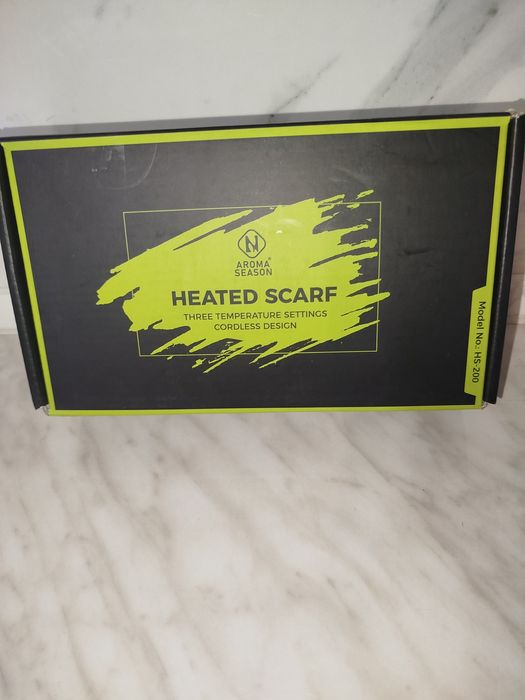 AROMA®
SEASON
HEATED SCARF
THREE TEMPERATURE SETTINGS
CORDLESS DESIGN
Model No.: HS-200